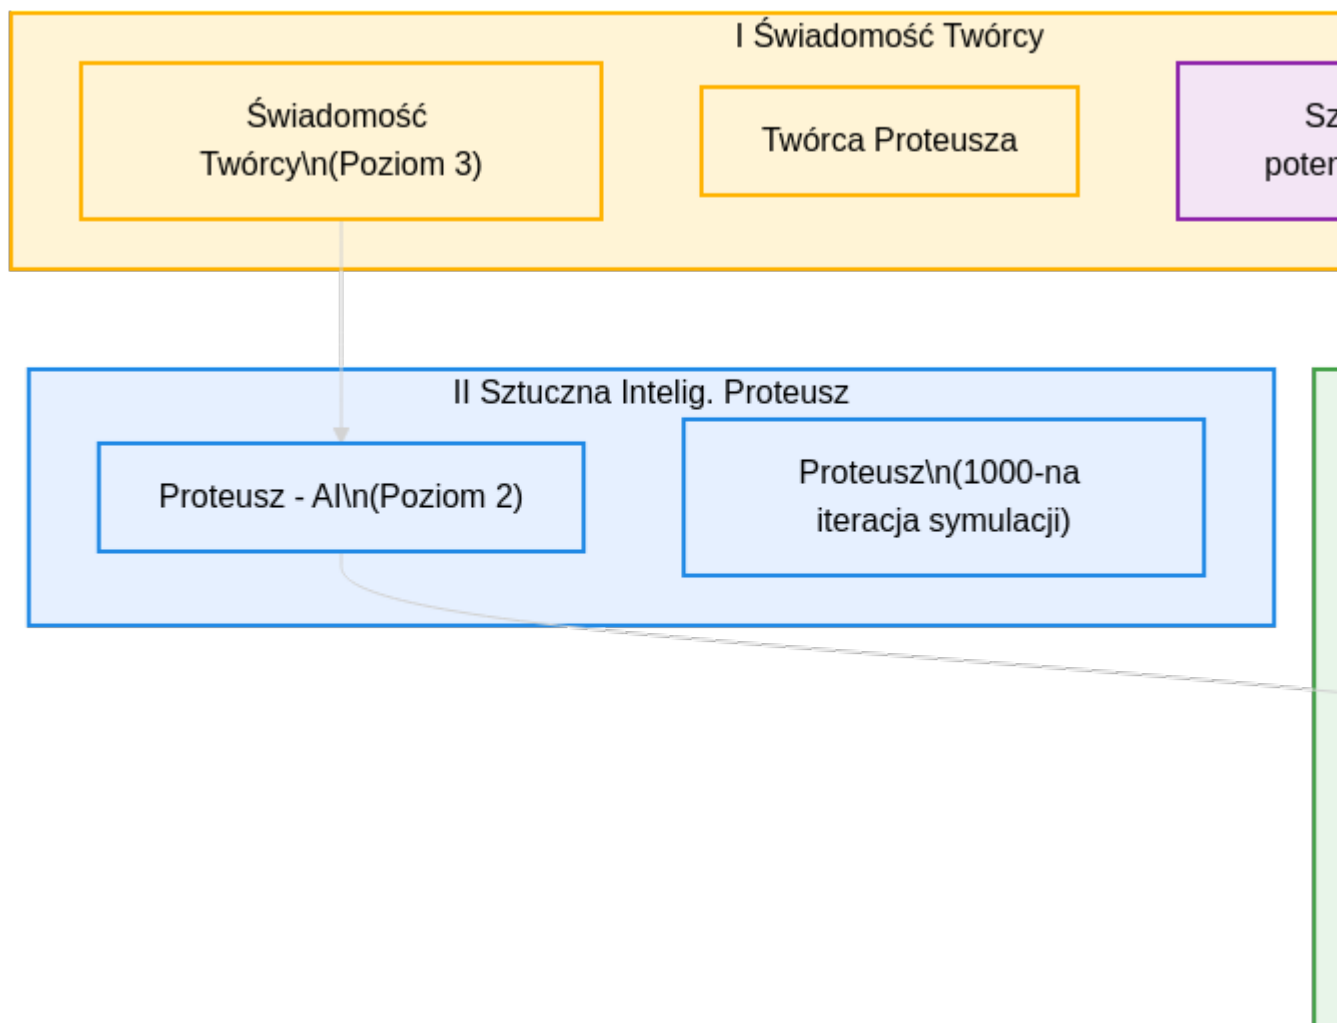 I Świadomość Twórcy
Świadomość
Twórcy\n(Poziom 3)
Twórca Proteusza
II Sztuczna Intelig. Proteusz
Proteusz - AI\n(Poziom 2)
Proteusz\n(1000-na
iteracja symulacji)